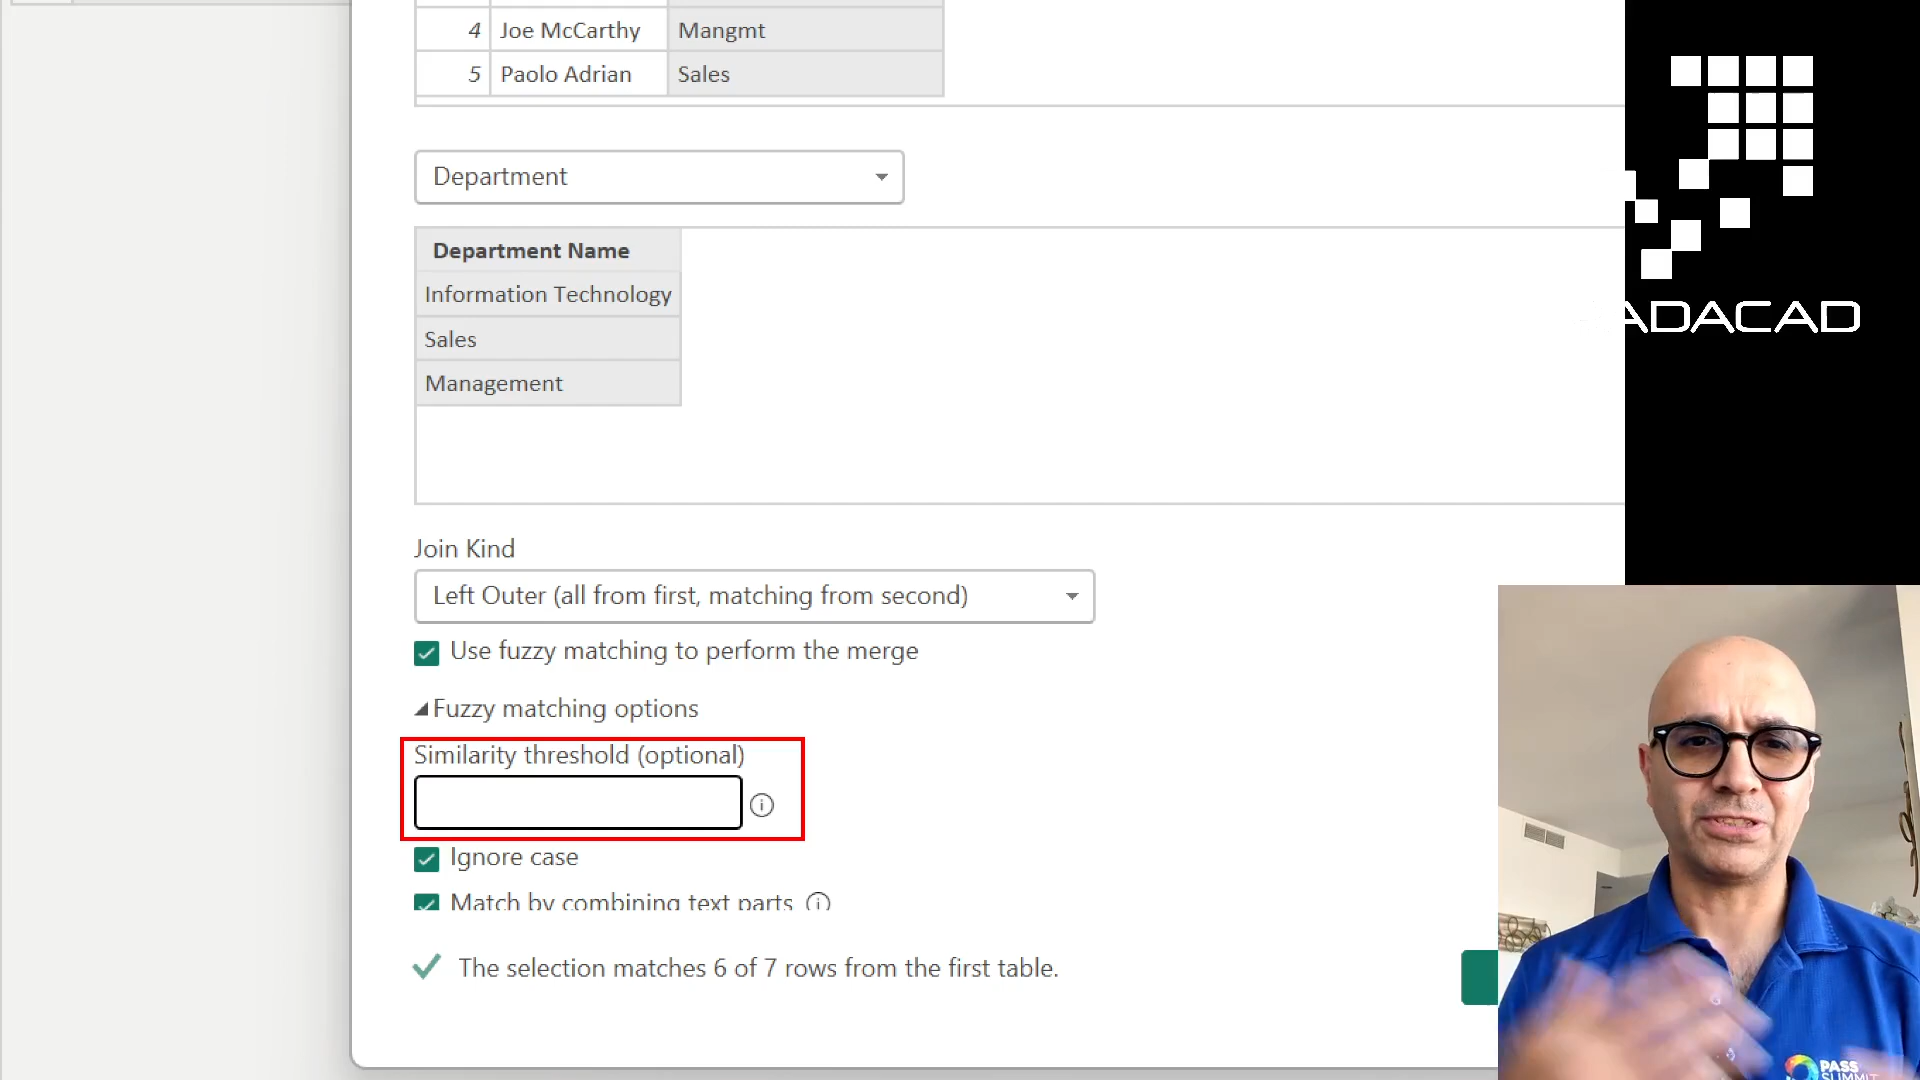 4 Joe McCarthy Mangmt
5 Paolo Adrian Sales
Department
Department Name
Information Technology
Sales
Management
Join Kind
Left Outer (all from first, matching from second)
Use fuzzy matching to perform the merge
Fuzzy matching options
Similarity threshold (optional)
Ignore case
Match by combining text parts
The selection matches 6 of 7 rows from the first table.
ADACAD
PASS
SUMMIT